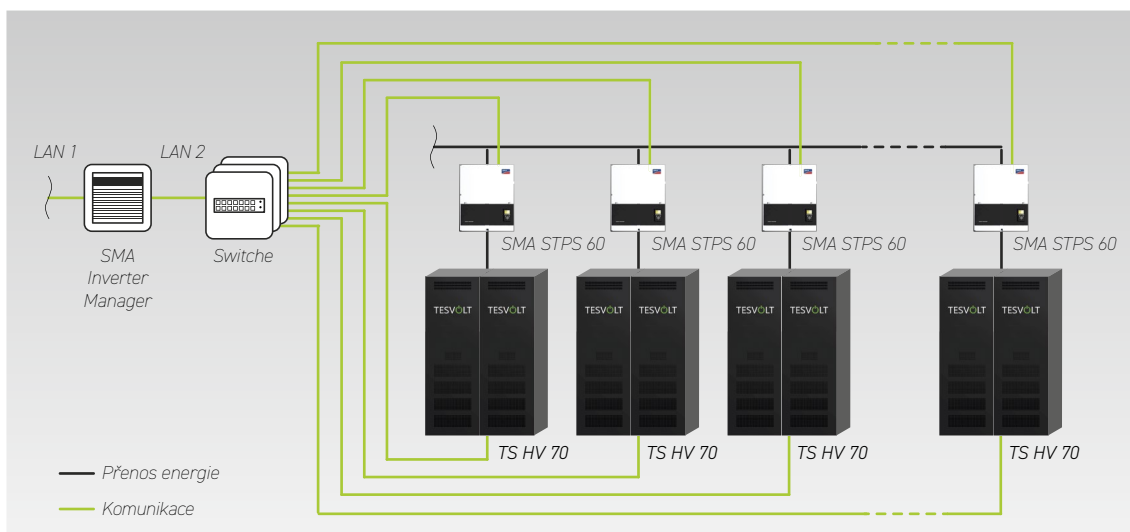 LAN 1
LAN 2
SMA
Inverter
Manager
Switche
SMA STPS 60
SMA STPS 60
SMA STPS 60
SMA STPS 60
TESVOLT TESVOLT
TESVOLT TESVOLT
TESVOLT TESVOLT
TESVOLT TESVOLT
TS HV 70
TS HV 70
TS HV 70
TS HV 70
Přenos energie
Komunikace